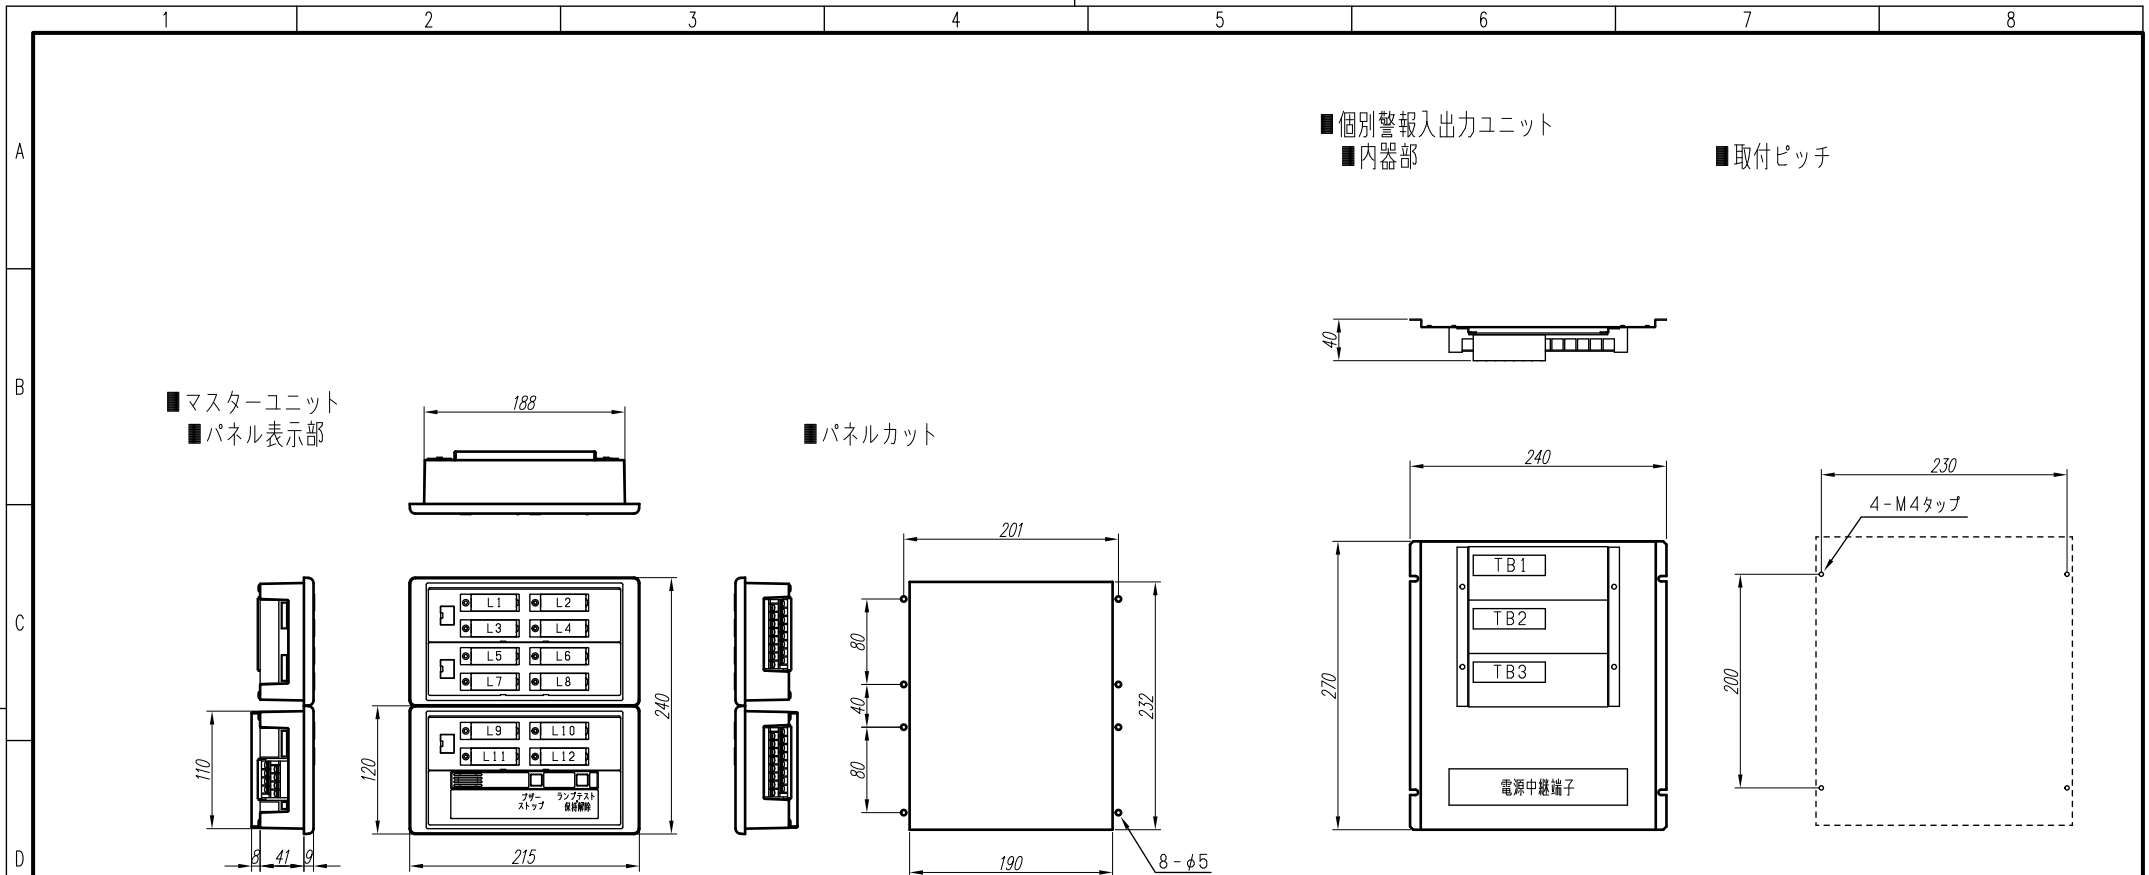 1 2 3 4 5 6 7 8
A
B
C
D
■個別警報入出力ユニット
■内器部
■取付ピッチ
40
■マスターユニット
■パネル表示部
188
■パネルカット
240
230
4-M4タップ
201
TB1
TB2
TB3
270
200
電源中継端子
L1 L2
L3 L4
L5 L6
L7 L8
L9 L10
L11 L12
ブザー
ストップ
ランプテスト
保持解除
240
120
110
8 41 9
215
80
40
80
232
190
8-φ5